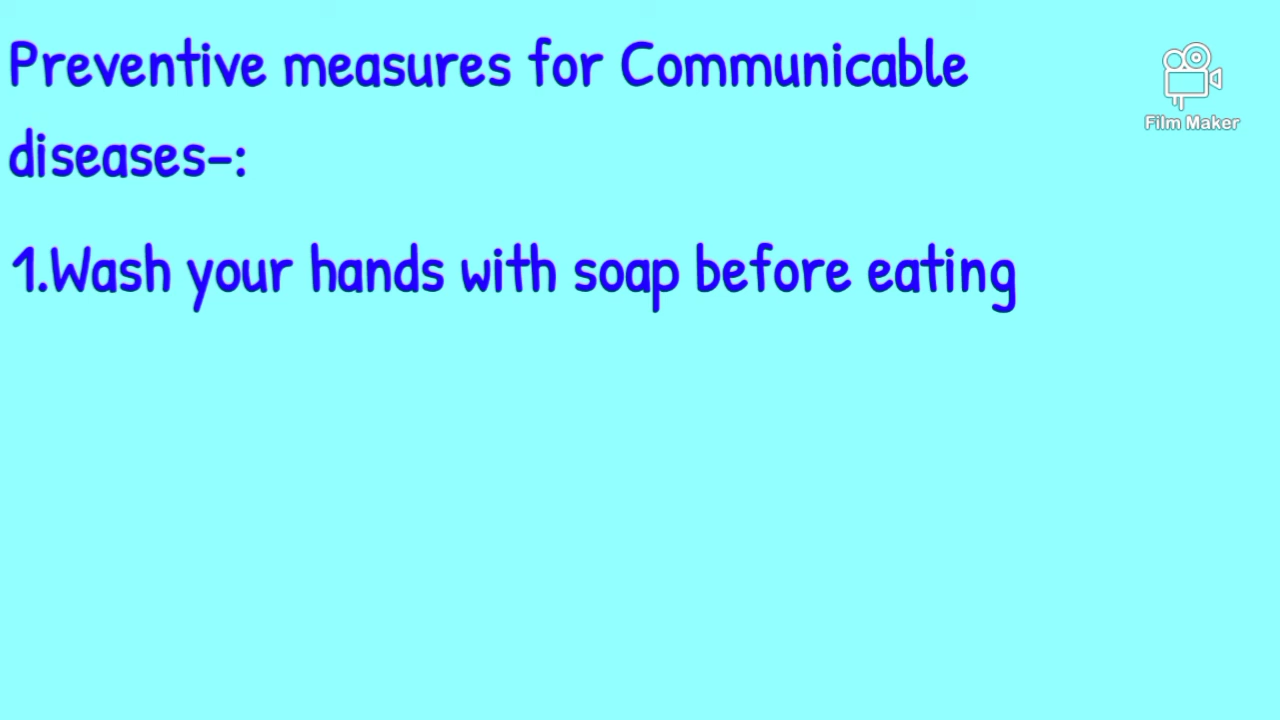 Preventive measures for Communicable
diseases-:
Film Maker
1.Wash your hands with soap before eating